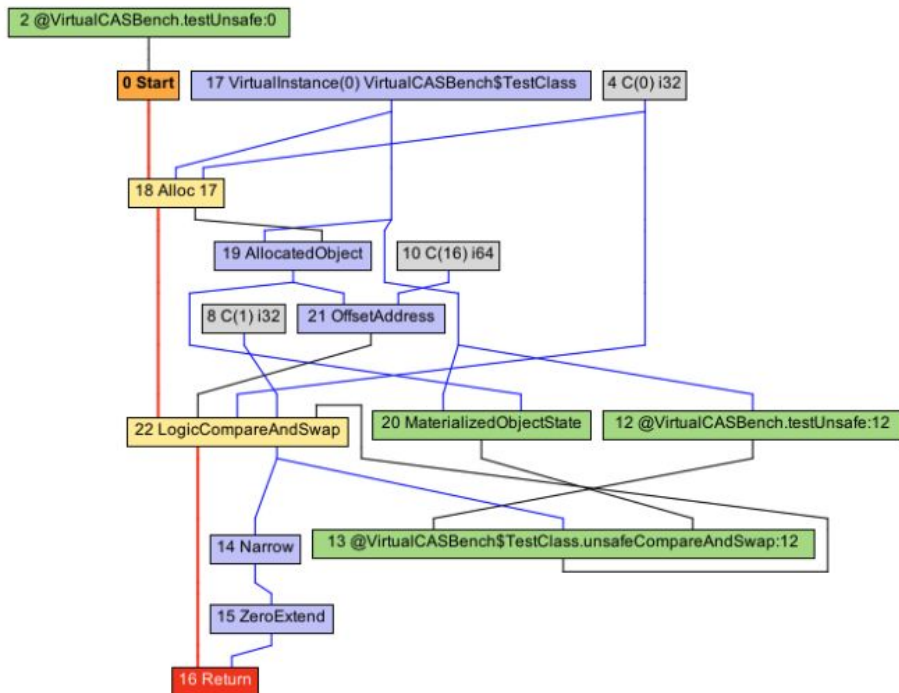 2 @VirtualCASBench.testUnsafe:0
0 Start
17 VirtualInstance(0) VirtualCASBench$TestClass
4 C(0) i32
18 Alloc 17
19 AllocatedObject
10 C(16) i64
8 C(1) i32
21 OffsetAddress
22 LogicCompareAndSwap
20 MaterializedObjectState
12 @VirtualCASBench.testUnsafe:12
14 Narrow
13 @VirtualCASBench$TestClass.unsafeCompareAndSwap:12
15 ZeroExtend
16 Return